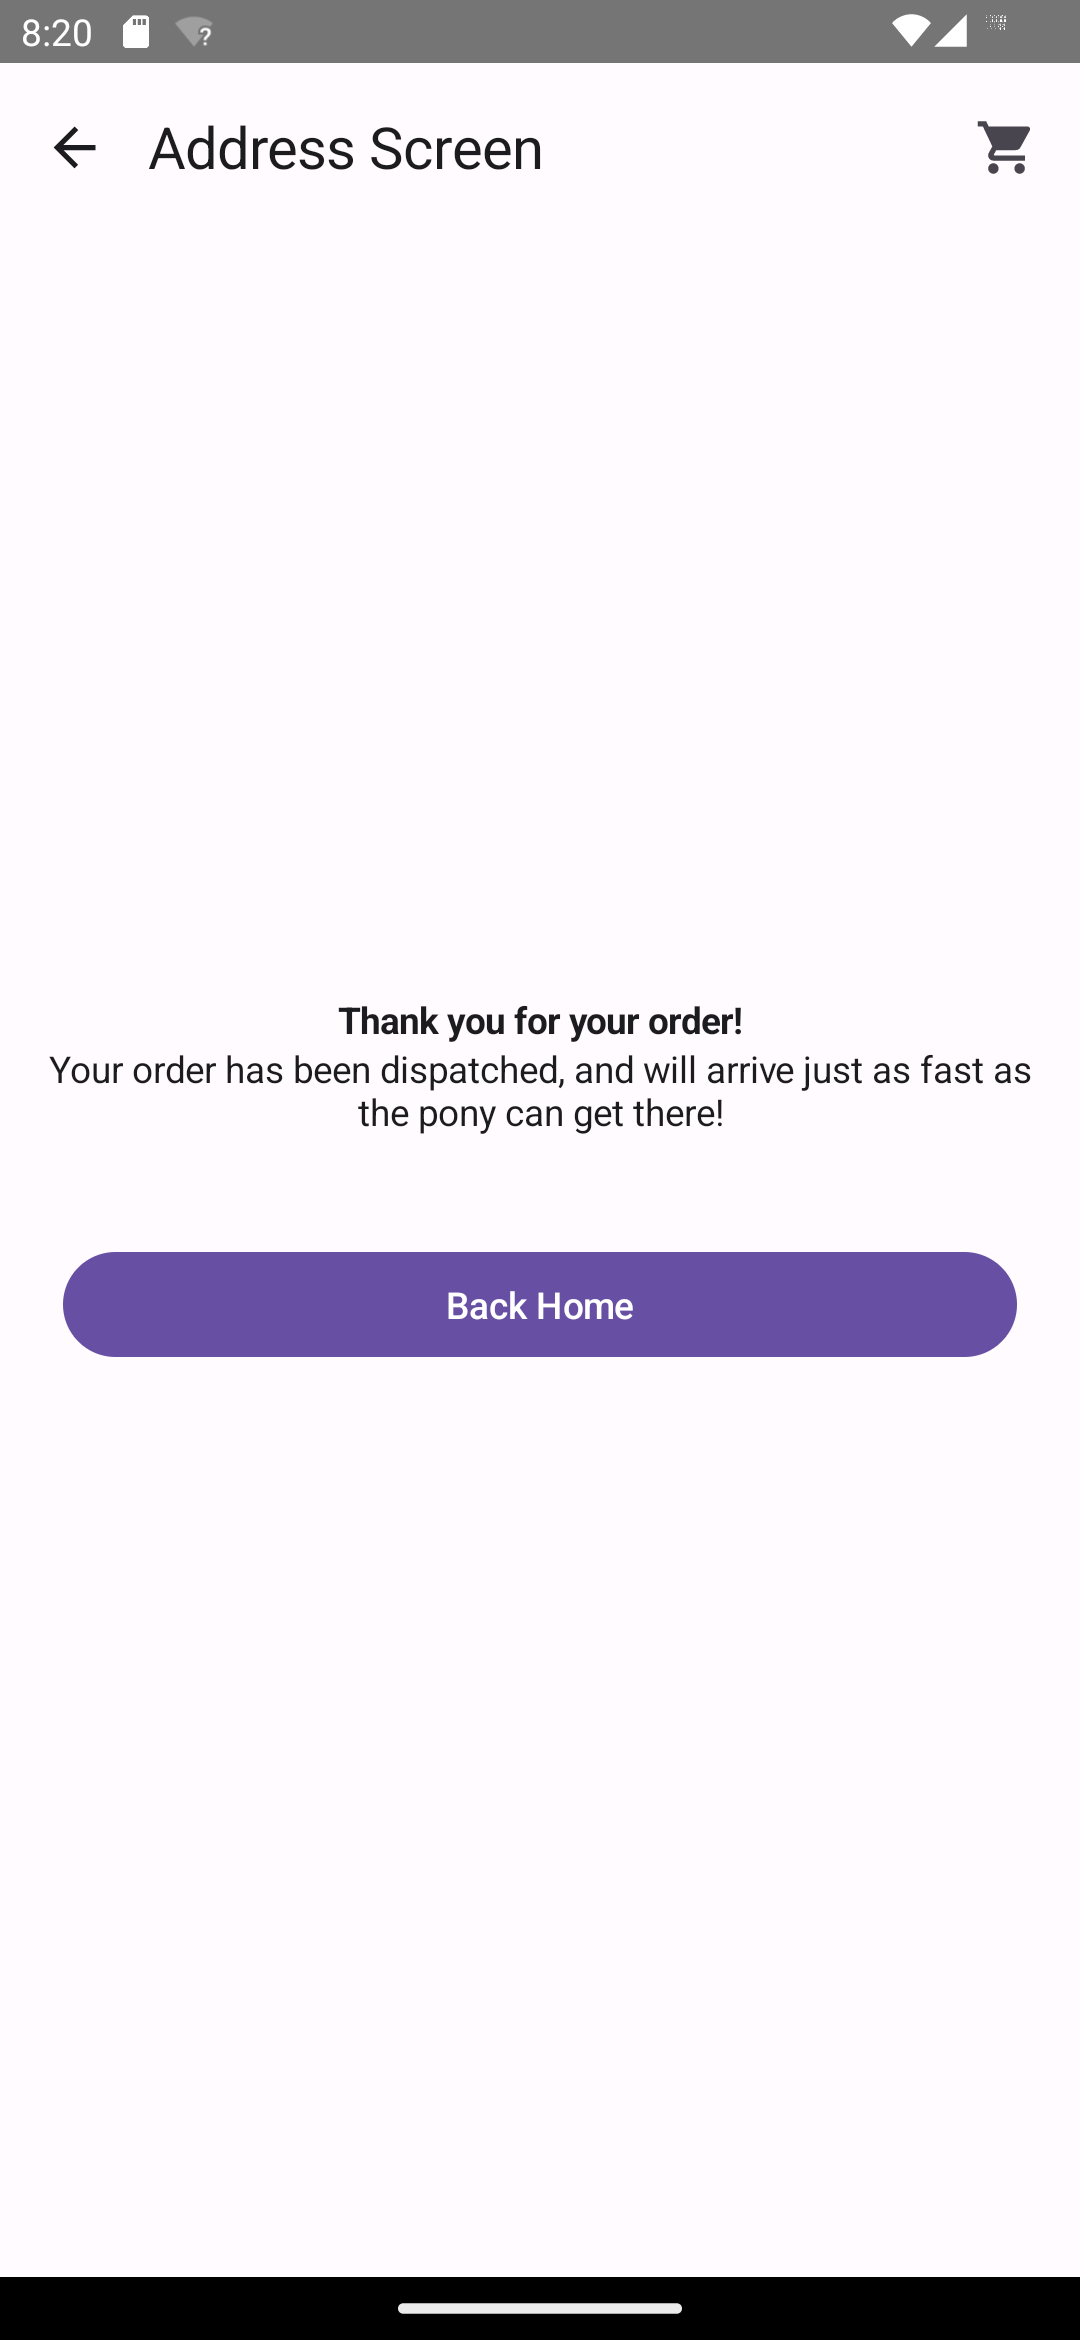 8:20
Address Screen
Thank you for your order!
Your order has been dispatched, and will arrive just as fast as
the pony can get there!
Back Home